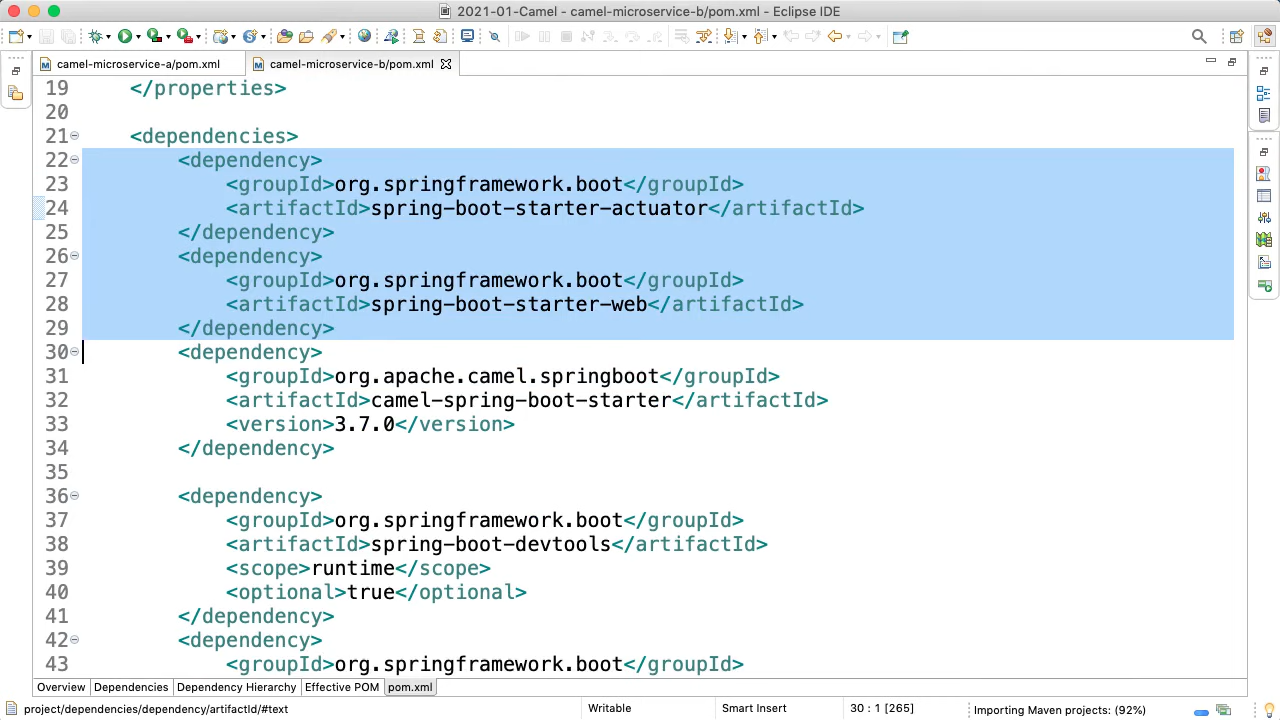 2021-01-Camel - camel-microservice-b/pom.xml - Eclipse IDE
camel-microservice-a/pom.xml
camel-microservice-b/pom.xml
19 </properties>
20
21 <dependencies>
22 <dependency>
23 <groupId>org.springframework.boot</groupId>
24 <artifactId>spring-boot-starter-actuator</artifactId>
25 </dependency>
26 <dependency>
27 <groupId>org.springframework.boot</groupId>
28 <artifactId>spring-boot-starter-web</artifactId>
29 </dependency>
30 <dependency>
31 <groupId>org.apache.camel.springboot</groupId>
32 <artifactId>camel-spring-boot-starter</artifactId>
33 <version>3.7.0</version>
34 </dependency>
35
36 <dependency>
37 <groupId>org.springframework.boot</groupId>
38 <artifactId>spring-boot-devtools</artifactId>
39 <scope>runtime</scope>
40 <optional>true</optional>
41 </dependency>
42 <dependency>
43 <groupId>org.springframework.boot</groupId>
Overview Dependencies Dependency Hierarchy Effective POM pom.xml
project/dependencies/dependency/artifactId/#text Writable Smart Insert 30 : 1 [265] Importing Maven projects: (92%)